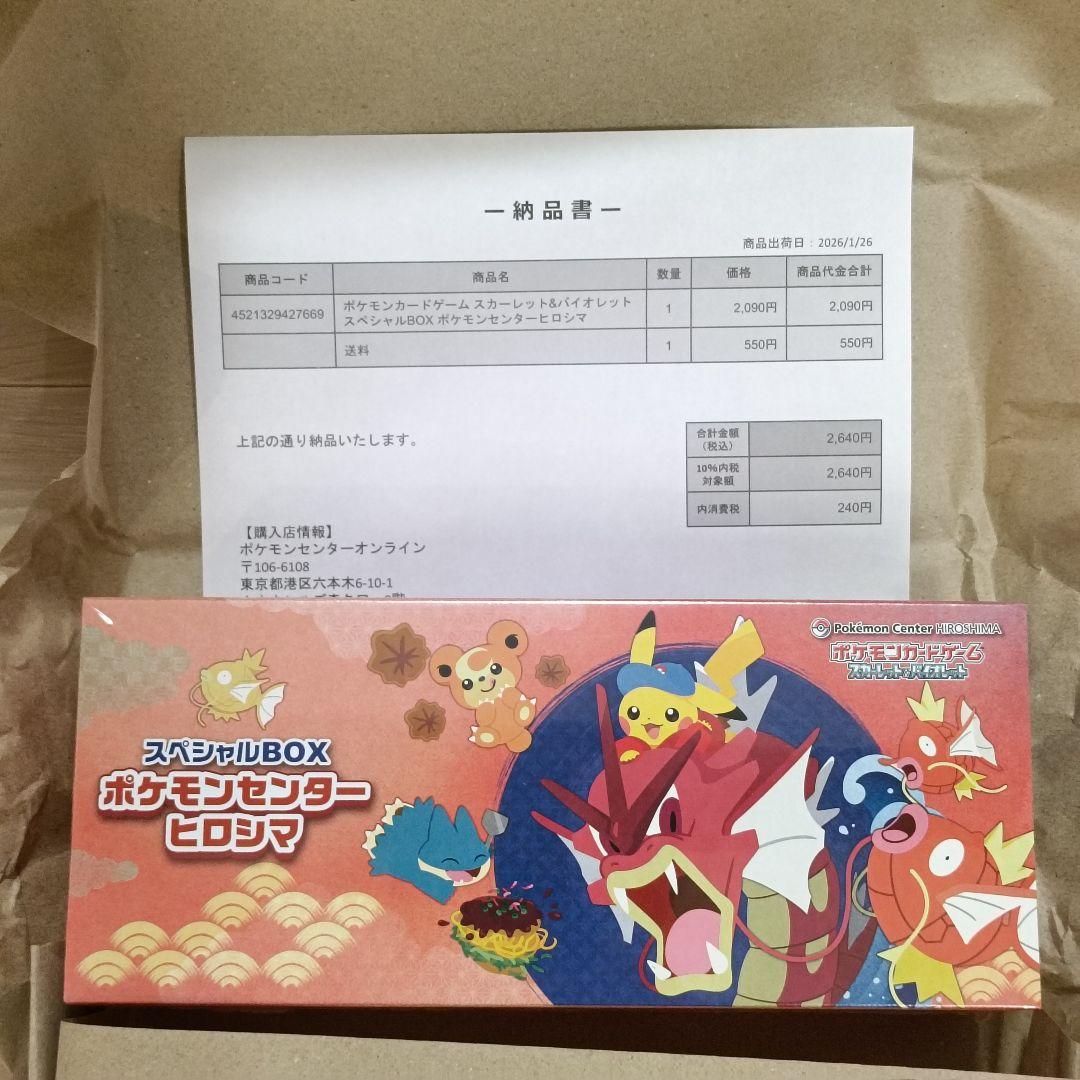 ー納品書ー
商品出荷日：2026/1/26
商品コード 商品名 数量 価格 商品代金合計
4521329427669 ポケモンカードゲーム スカーレット&バイオレット 1 2,090円 2,090円
スペシャルBOX ポケモンセンターヒロシマ
送料 1 550円 550円
上記の通り納品いたします。
合計金額 2,640円
（税込）
10%内税 2,640円
対象額
内消費税 240円
【購入店情報】
ポケモンセンターオンライン
〒106-6108
東京都港区六本木6-10-1
Pokémon Center HIROSHIMA
ポケモンカードゲーム
スカーレット&バイオレット
スペシャルBOX
ポケモンセンター
ヒロシマ